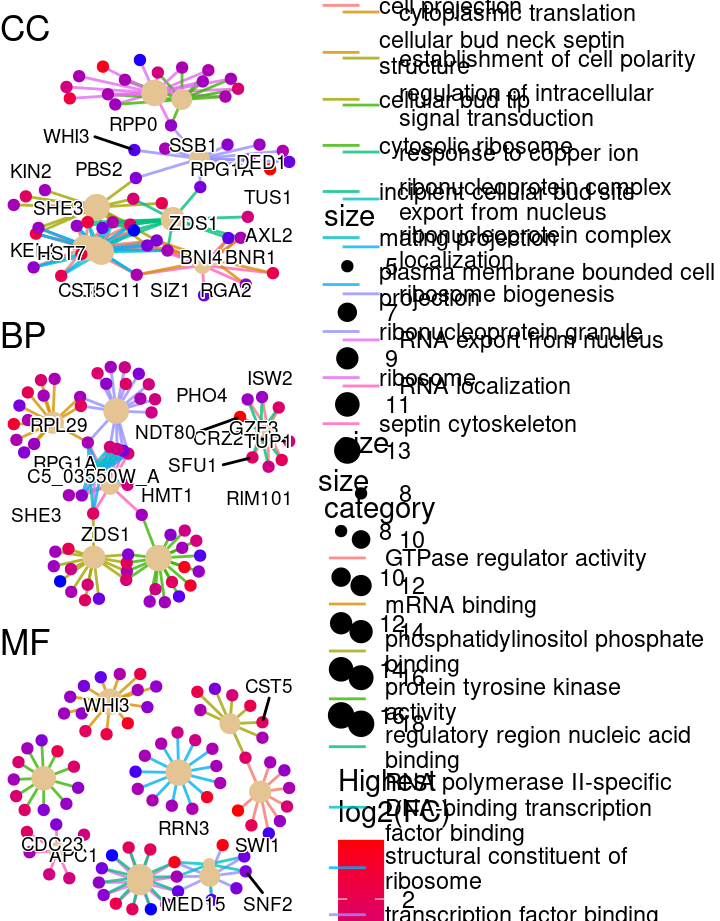 CC
RPP0
WHI3
SSB1
DED1
RPG1A
KIN2
PBS2
TUS1
SHE3
ZDS1
AXL2
HST7
BNI4
BNR1
SIZ1
RGA2
BP
ISW2
PHO4
RPL29
NDT80
GZF3
CRZ2
TUP1
RPG1A
SFU1
C5_03550W_A
HMT1
RIM101
SHE3
ZDS1
MF
CST5
WHI3
RRN3
CDC23
APC1
SWI1
MED15
SNF2
cell projection
cytoplasmic translation
cellular bud neck septin
structure
establishment of cell polarity
cellular bud tip
regulation of intracellular
signal transduction
cytosolic ribosome
response to copper ion
incipient cellular bud site
ribonucleoprotein complex
export from nucleus
size
mating projection
ribonucleoprotein complex
localization
5
plasma membrane bounded cell
projection
ribosome biogenesis
7
ribonucleoprotein granule
RNA export from nucleus
9
ribosome
RNA localization
11
septin cytoskeleton
size
13
size
8
category
8
10
GTPase regulator activity
10
12
mRNA binding
12
14
phosphatidylinositol phosphate
binding
14
16
protein tyrosine kinase
activity
16
18
regulatory region nucleic acid
binding
Highest
log2(FC)
RNA polymerase II-specific
DNA-binding transcription
factor binding
structural constituent of
ribosome
2
transcription factor binding